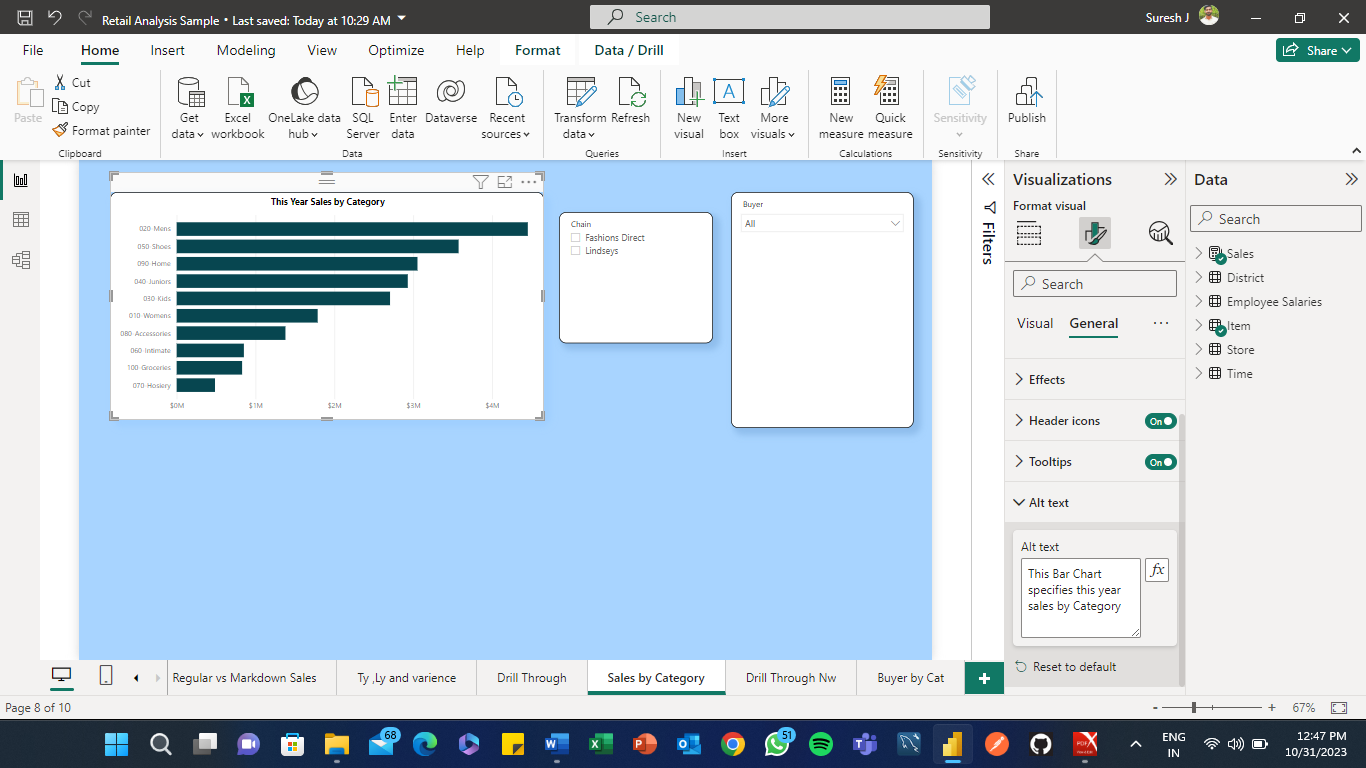 Retail Analysis Sample • Last saved: Today at 10:29 AM
Search
Suresh J
File
Home
Insert
Modeling
View
Optimize
Help
Format
Data / Drill
Share
Paste
Cut
Copy
Format painter
Clipboard
Get data
Excel workbook
OneLake data hub
SQL Server
Enter data
Dataverse
Recent sources
Data
Transform data
Refresh
Queries
New visual
Text box
More visuals
Insert
New measure
Quick measure
Calculations
Sensitivity
Sensitivity
Publish
Share
This Year Sales by Category
020 Mens
050 Shoes
090 Home
040 Juniors
030 Kids
010 Womens
080 Accessories
060 Intimate
100 Groceries
070 Hosiery
$0M
$1M
$2M
$3M
$4M
Chain
Fashions Direct
Lindseys
Buyer
All
Filters
Visualizations
Format visual
Search
Visual
General
Effects
Header icons
On
Tooltips
On
Alt text
Alt text
This Bar Chart
specifies this year
sales by Category
fx
Reset to default
Data
Search
Sales
District
Employee Salaries
Item
Store
Time
Regular vs Markdown Sales
Ty ,Ly and varience
Drill Through
Sales by Category
Drill Through Nw
Buyer by Cat
Page 8 of 10
67%
68
51
ENG
IN
12:47 PM
10/31/2023